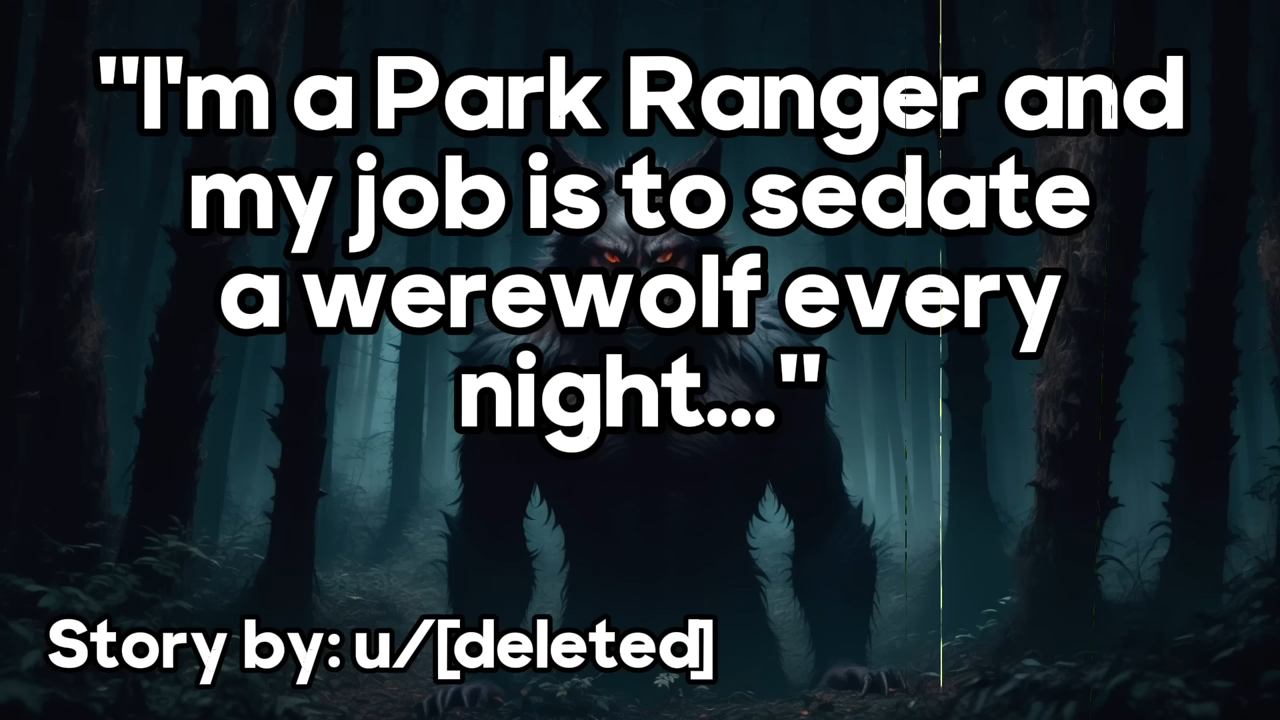 "I'm a Park Ranger and
my job is to sedate
a werewolf every
night..."
Story by: u/[deleted]